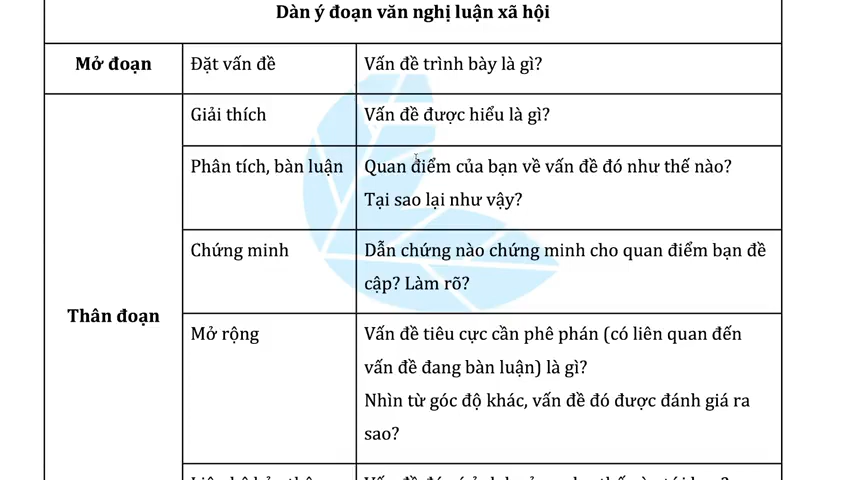 Dàn ý đoạn văn nghị luận xã hội
Mở đoạn
Đặt vấn đề
Vấn đề trình bày là gì?
Thân đoạn
Giải thích
Vấn đề được hiểu là gì?
Phân tích, bàn luận
Quan điểm của bạn về vấn đề đó như thế nào?
Tại sao lại như vậy?
Chứng minh
Dẫn chứng nào chứng minh cho quan điểm bạn đề
cập? Làm rõ?
Mở rộng
Vấn đề tiêu cực cần phê phán (có liên quan đến
vấn đề đang bàn luận) là gì?
Nhìn từ góc độ khác, vấn đề đó được đánh giá ra
sao?